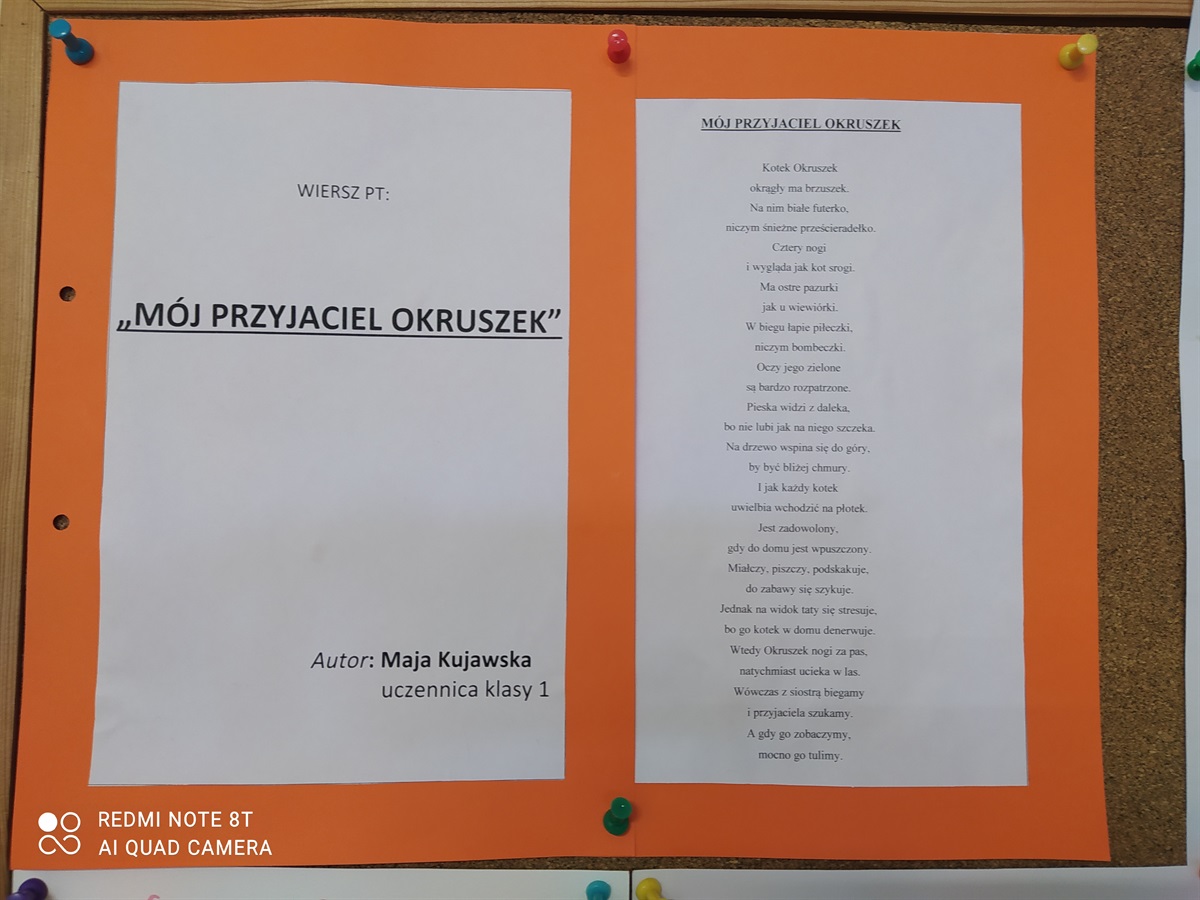 WIERSZ PT:
„MÓJ PRZYJACIEL OKRUSZEK”
Autor: Maja Kujawska
uczennica klasy 1
MÓJ PRZYJACIEL OKRUSZEK
Kotek Okruszek
okrągły ma brzuszek.
Na nim białe futerko,
niczym śnieżne prześcieradełko.
Cztery nogi
i wygląda jak kot srogi.
Ma ostre pazurki
jak u wiewiórki.
W biegu łapie piłeczki,
niczym bombeczki.
Oczy jego zielone
są bardzo rozpatrzone.
Pieska widzi z daleka,
bo nie lubi jak na niego szczeka.
Na drzewo wspina się do góry,
by być bliżej chmury.
I jak każdy kotek
uwielbia wchodzić na płotek.
Jest zadowolony,
gdy do domu jest wpuszczony.
Miałczy, piszczy, podskakuje,
do zabawy się szykuje.
Jednak na widok taty się stresuje,
bo go kotek w domu denerwuje.
Wtedy Okruszek nogi za pas,
natychmiast ucieka w las.
Wówczas z siostrą biegamy
i przyjaciela szukamy.
A gdy go zobaczymy,
mocno go tulimy.
REDMI NOTE 8T
AI QUAD CAMERA